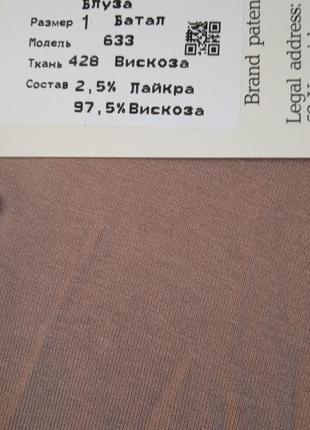 Блуза
Размер 1 Батал
Модель 633
Ткань 428 Вискоза
Состав 2,5% Лайкра
97,5% Вискоза
Brand paten
Legal address: